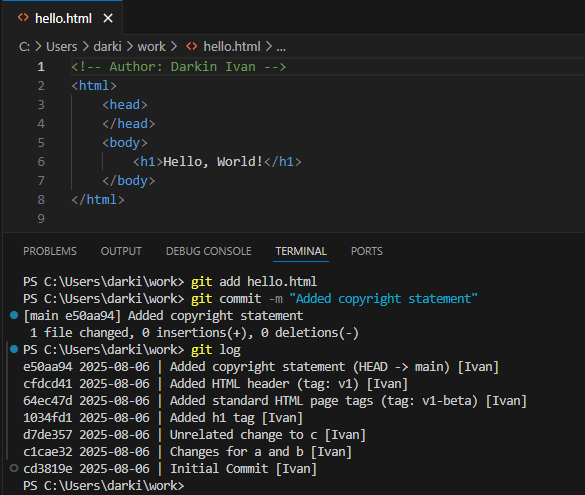 hello.html
C: > Users > darki > work > hello.html > ...
1 <!-- Author: Darkin Ivan -->
2 <html>
3 <head>
4 </head>
5 <body>
6 <h1>Hello, World!</h1>
7 </body>
8 </html>
9
PROBLEMS OUTPUT DEBUG CONSOLE TERMINAL PORTS
PS C:\Users\darki\work> git add hello.html
PS C:\Users\darki\work> git commit -m "Added copyright statement"
[main e50aa94] Added copyright statement
1 file changed, 0 insertions(+), 0 deletions(-)
PS C:\Users\darki\work> git log
e50aa94 2025-08-06 | Added copyright statement (HEAD -> main) [Ivan]
cfdcd41 2025-08-06 | Added HTML header (tag: v1) [Ivan]
64ec47d 2025-08-06 | Added standard HTML page tags (tag: v1-beta) [Ivan]
1034fd1 2025-08-06 | Added h1 tag [Ivan]
d7de357 2025-08-06 | Unrelated change to c [Ivan]
c1cae32 2025-08-06 | Changes for a and b [Ivan]
cd3819e 2025-08-06 | Initial Commit [Ivan]
PS C:\Users\darki\work>